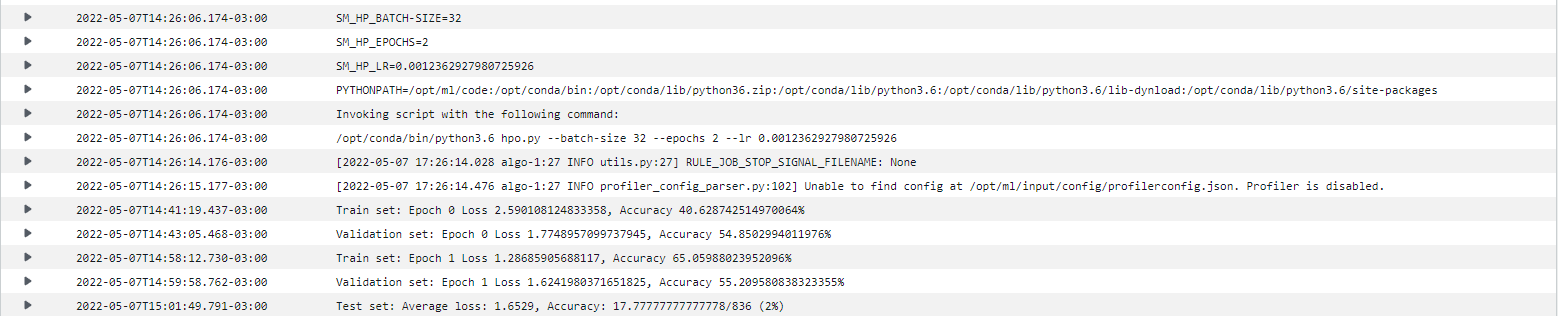 2022-05-07T14:26:06.174-03:00 SM_HP_BATCH-SIZE=32
2022-05-07T14:26:06.174-03:00 SM_HP_EPOCHS=2
2022-05-07T14:26:06.174-03:00 SM_HP_LR=0.0012362927980725926
2022-05-07T14:26:06.174-03:00 PYTHONPATH=/opt/ml/code:/opt/conda/bin:/opt/conda/lib/python36.zip:/opt/conda/lib/python3.6:/opt/conda/lib/python3.6/lib-dynload:/opt/conda/lib/python3.6/site-packages
2022-05-07T14:26:06.174-03:00 Invoking script with the following command:
2022-05-07T14:26:06.174-03:00 /opt/conda/bin/python3.6 hpo.py --batch-size 32 --epochs 2 --lr 0.0012362927980725926
2022-05-07T14:26:14.176-03:00 [2022-05-07 17:26:14.028 algo-1:27 INFO utils.py:27] RULE_JOB_STOP_SIGNAL_FILENAME: None
2022-05-07T14:26:15.177-03:00 [2022-05-07 17:26:14.476 algo-1:27 INFO profiler_config_parser.py:102] Unable to find config at /opt/ml/input/config/profilerconfig.json. Profiler is disabled.
2022-05-07T14:41:19.437-03:00 Train set: Epoch 0 Loss 2.590108124833358, Accuracy 40.628742514970064%
2022-05-07T14:43:05.468-03:00 Validation set: Epoch 0 Loss 1.7748957099737945, Accuracy 54.8502994011976%
2022-05-07T14:58:12.730-03:00 Train set: Epoch 1 Loss 1.28685905688117, Accuracy 65.05988023952096%
2022-05-07T14:59:58.762-03:00 Validation set: Epoch 1 Loss 1.6241980371651825, Accuracy 55.209580838323355%
2022-05-07T15:01:49.791-03:00 Test set: Average loss: 1.6529, Accuracy: 17.77777777777778/836 (2%)